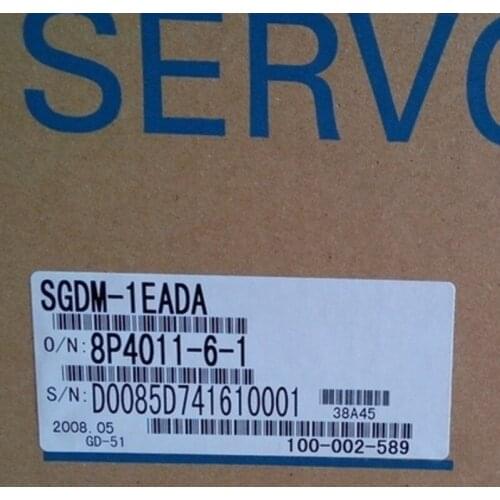 SERVO
SGDM-1EADA
O/N: 8P4011-6-1
S/N: D0085D741610001
38A45
2008.05
GD-51
100-002-589